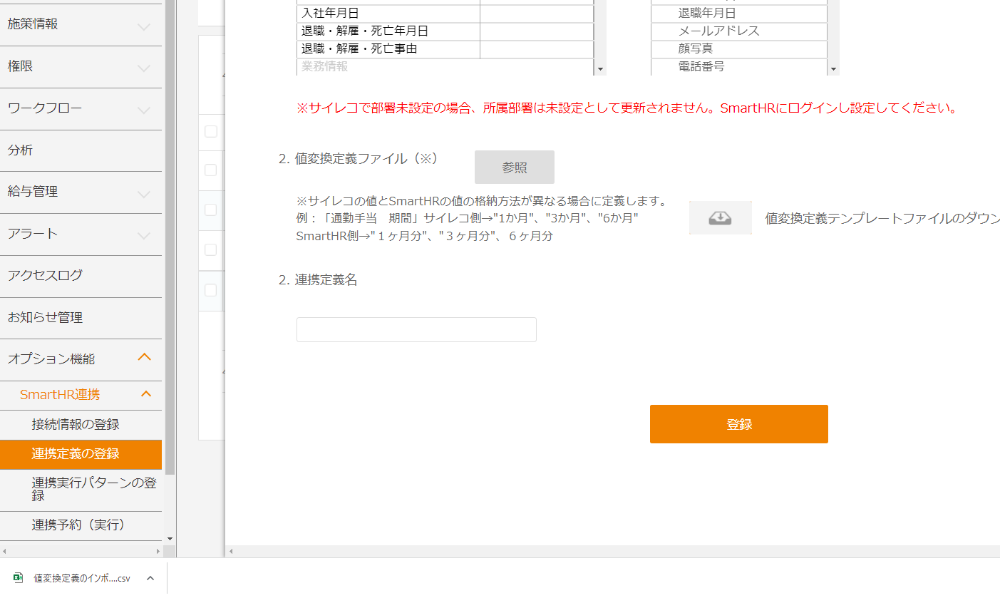 施策情報
権限
ワークフロー
分析
給与管理
アラート
アクセスログ
お知らせ管理
オプション機能
SmartHR連携
接続情報の登録
連携定義の登録
連携実行パターンの登
録
連携予約（実行）
入社年月日
退職・解雇・死亡年月日
退職・解雇・死亡事由
業務情報
退職年月日
メールアドレス
顔写真
電話番号
※サイレコで部署未設定の場合、所属部署は未設定として更新されません。SmartHRにログインし設定してください。
2. 値変換定義ファイル（※）
参照
※サイレコの値とSmartHRの値の格納方法が異なる場合に定義します。
例：「通勤手当　期間」サイレコ側→"1か月"、"3か月"、"6か月"
SmartHR側→"１ヶ月分"、"３ヶ月分"、６ヶ月分
値変換定義テンプレートファイルのダウン
2. 連携定義名
登録
値変換定義のインポ....csv